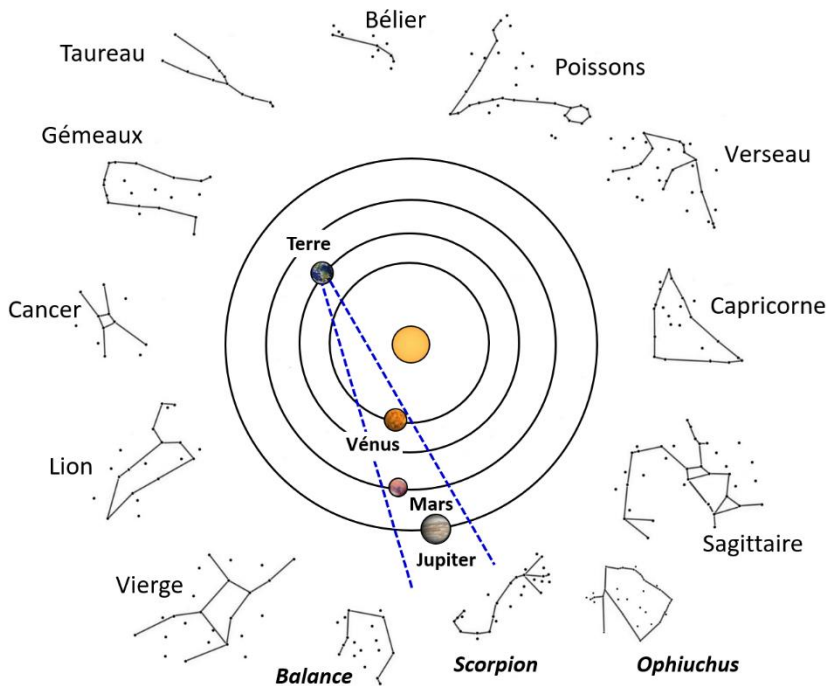 Bélier
Taureau
Poissons
Gémeaux
Verseau
Terre
Cancer
Capricorne
Vénus
Lion
Mars
Sagittaire
Jupiter
Vierge
Balance
Scorpion
Ophiuchus